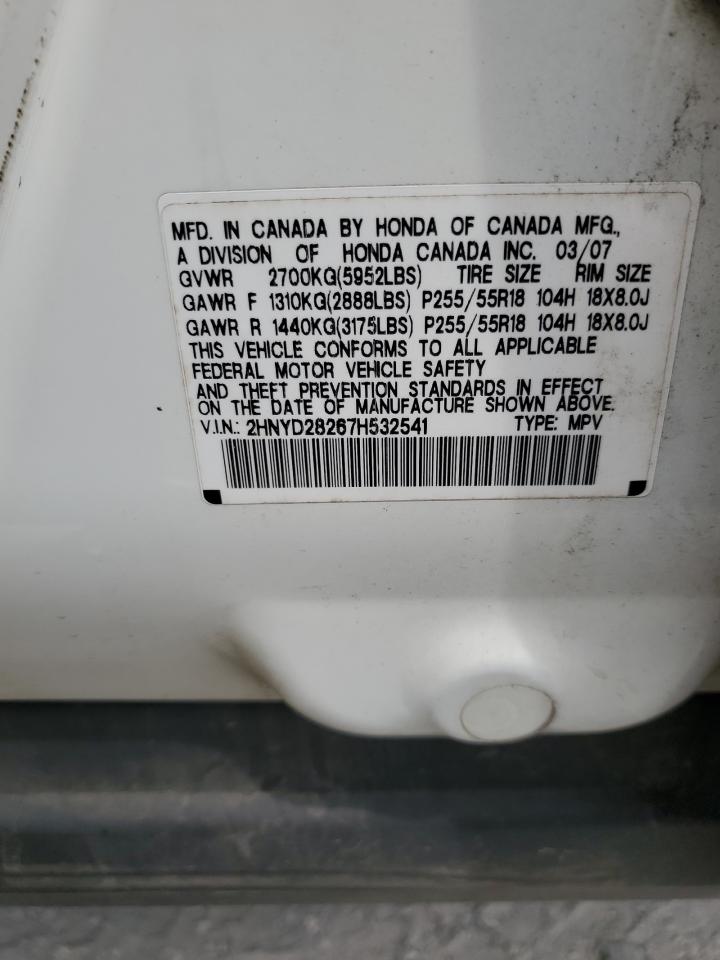 MFD. IN CANADA BY HONDA OF CANADA MFG.,
A DIVISION OF HONDA CANADA INC. 03/07
GVWR 2700KG(5952LBS) TIRE SIZE RIM SIZE
GAWR F 1310KG(2888LBS) P255/55R18 104H 18X8.0J
GAWR R 1440KG(3175LBS) P255/55R18 104H 18X8.0J
THIS VEHICLE CONFORMS TO ALL APPLICABLE
FEDERAL MOTOR VEHICLE SAFETY
AND THEFT PREVENTION STANDARDS IN EFFECT
ON THE DATE OF MANUFACTURE SHOWN ABOVE.
V.I.N.: 2HNYD28267H532541 TYPE: MPV